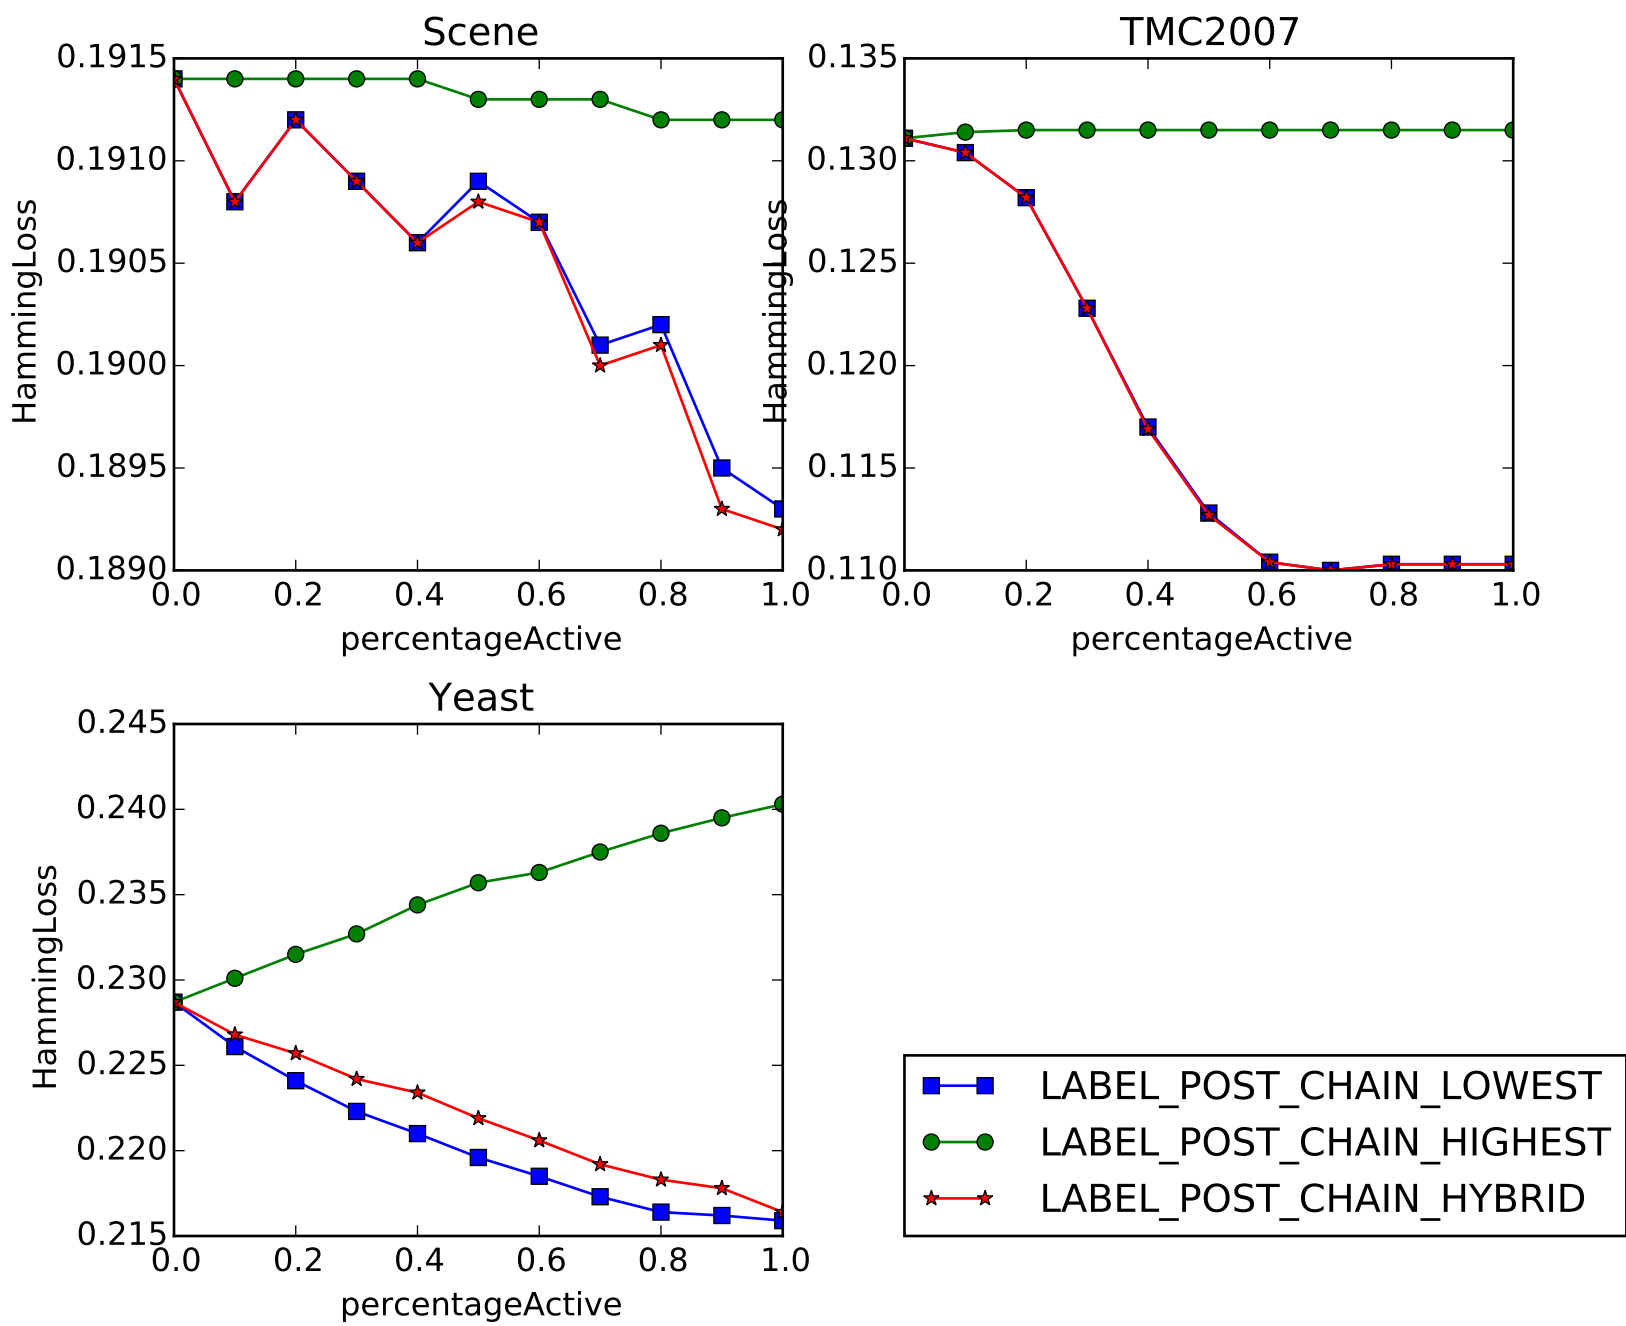 Scene
0.1915
0.1910
0.1905
0.1900
0.1895
0.1890
HammingLoss
0.0 0.2 0.4 0.6 0.8 1.0
percentageActive
TMC2007
0.135
0.130
0.125
0.120
0.115
0.110
HammingLoss
0.0 0.2 0.4 0.6 0.8 1.0
percentageActive
Yeast
0.245
0.240
0.235
0.230
0.225
0.220
0.215
HammingLoss
0.0 0.2 0.4 0.6 0.8 1.0
percentageActive
LABEL_POST_CHAIN_LOWEST
LABEL_POST_CHAIN_HIGHEST
LABEL_POST_CHAIN_HYBRID